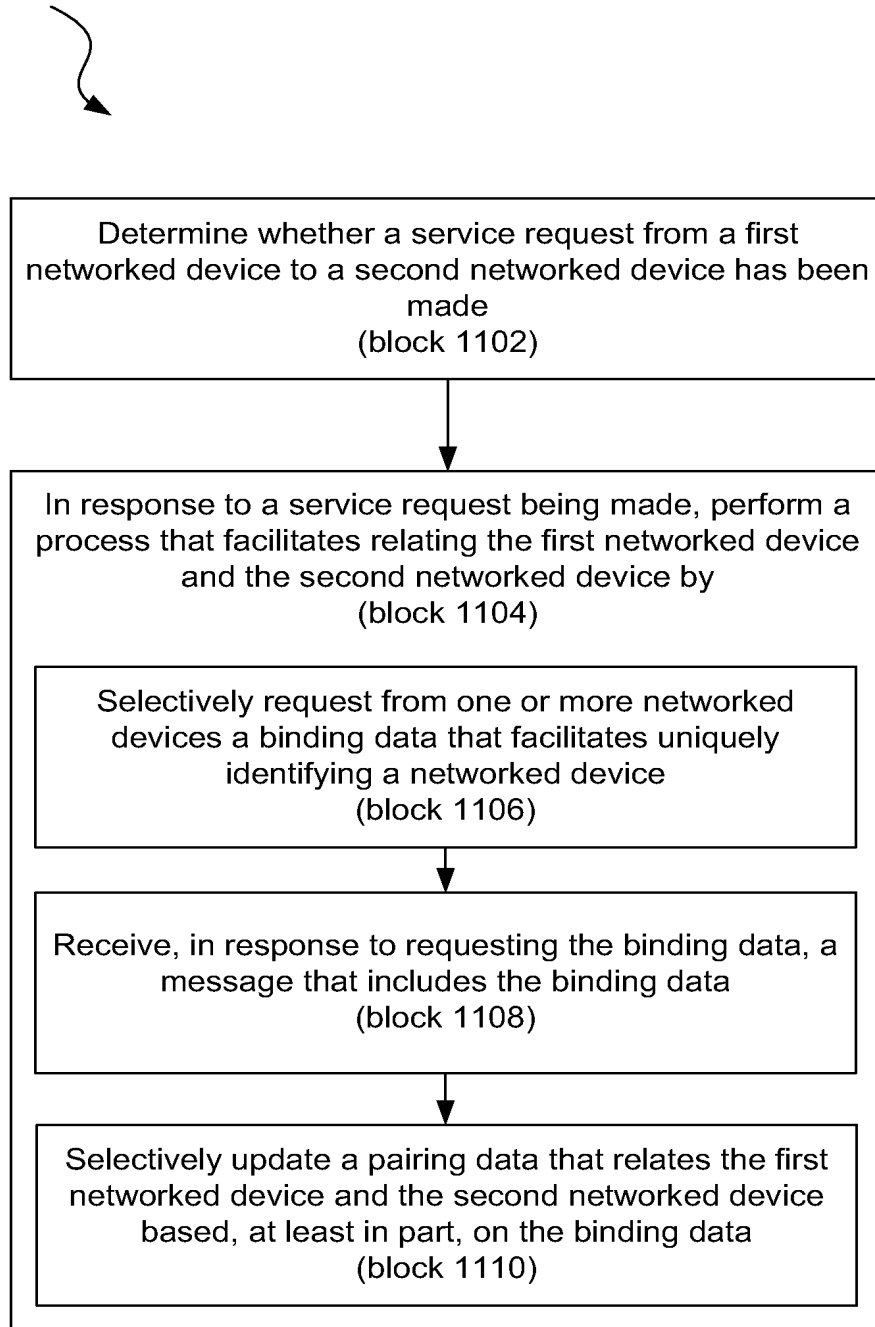 Determine whether a service request from a first
networked device to a second networked device has been
made
(block 1102)
In response to a service request being made, perform a
process that facilitates relating the first networked device
and the second networked device by
(block 1104)
Selectively request from one or more networked
devices a binding data that facilitates uniquely
identifying a networked device
(block 1106)
Receive, in response to requesting the binding data, a
message that includes the binding data
(block 1108)
Selectively update a pairing data that relates the first
networked device and the second networked device
based, at least in part, on the binding data
(block 1110)